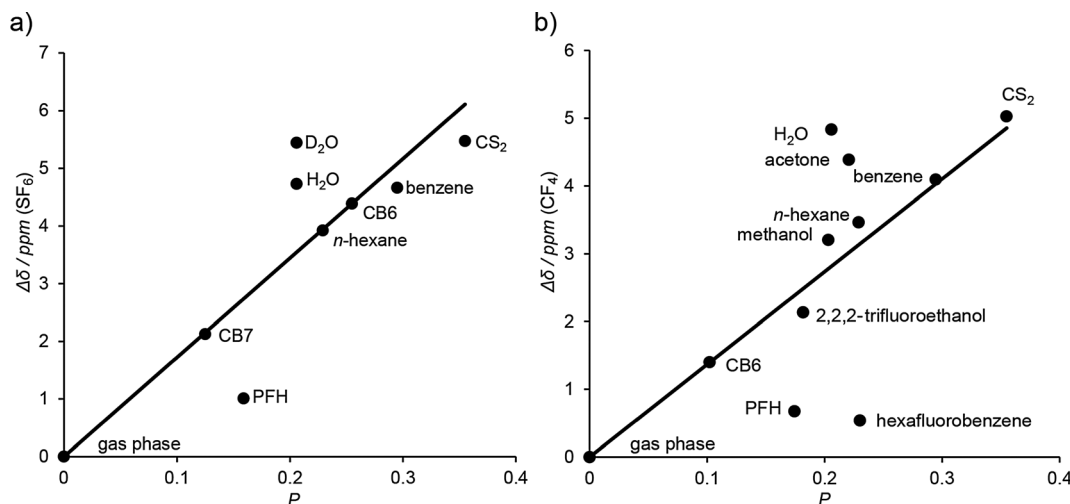 a)
7
6
5
4
3
2
1
0
Δδ / ppm (SF₆)
D₂O
H₂O
CS₂
benzene
CB6
n-hexane
CB7
PFH
gas phase
0
0.1
0.2
0.3
0.4
P
b)
6
5
4
3
2
1
0
Δδ / ppm (CF₄)
CS₂
H₂O
acetone
benzene
n-hexane
methanol
2,2,2-trifluoroethanol
CB6
PFH
hexafluorobenzene
gas phase
0
0.1
0.2
0.3
0.4
P